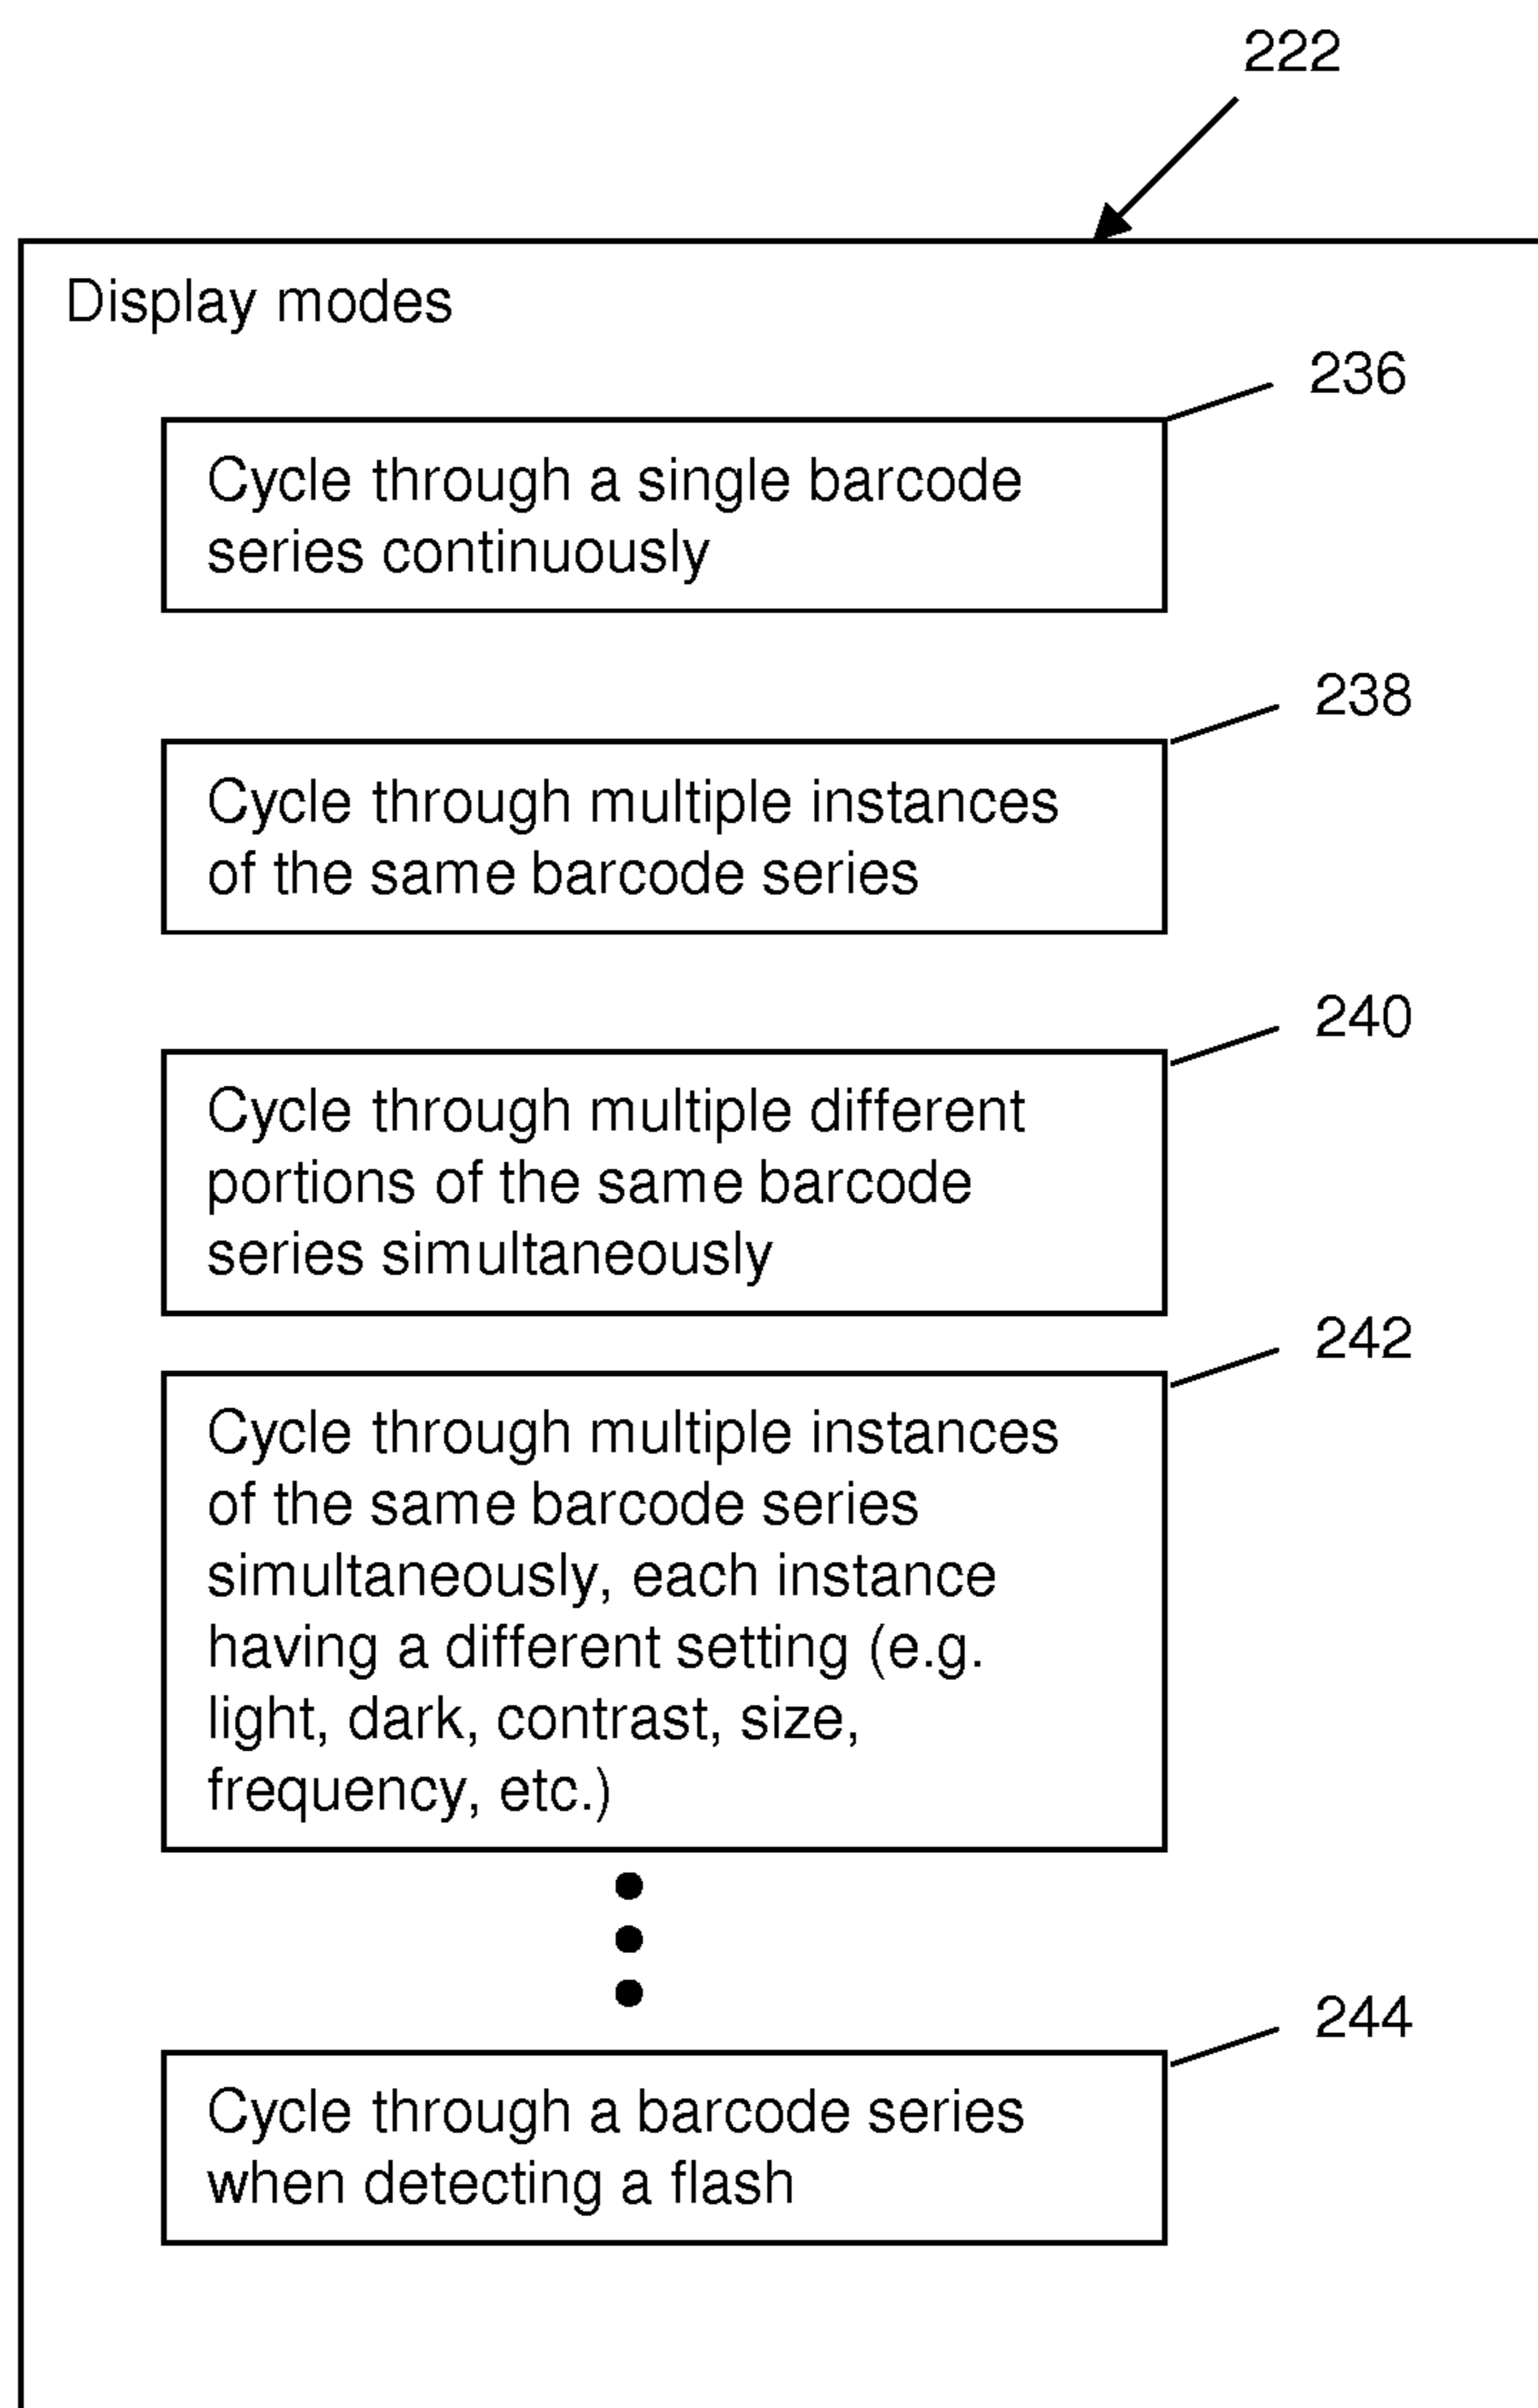 222
Display modes
236
Cycle through a single barcode
series continuously
238
Cycle through multiple instances
of the same barcode series
240
Cycle through multiple different
portions of the same barcode
series simultaneously
242
Cycle through multiple instances
of the same barcode series
simultaneously, each instance
having a different setting (e.g.
light, dark, contrast, size,
frequency, etc.)
244
Cycle through a barcode series
when detecting a flash